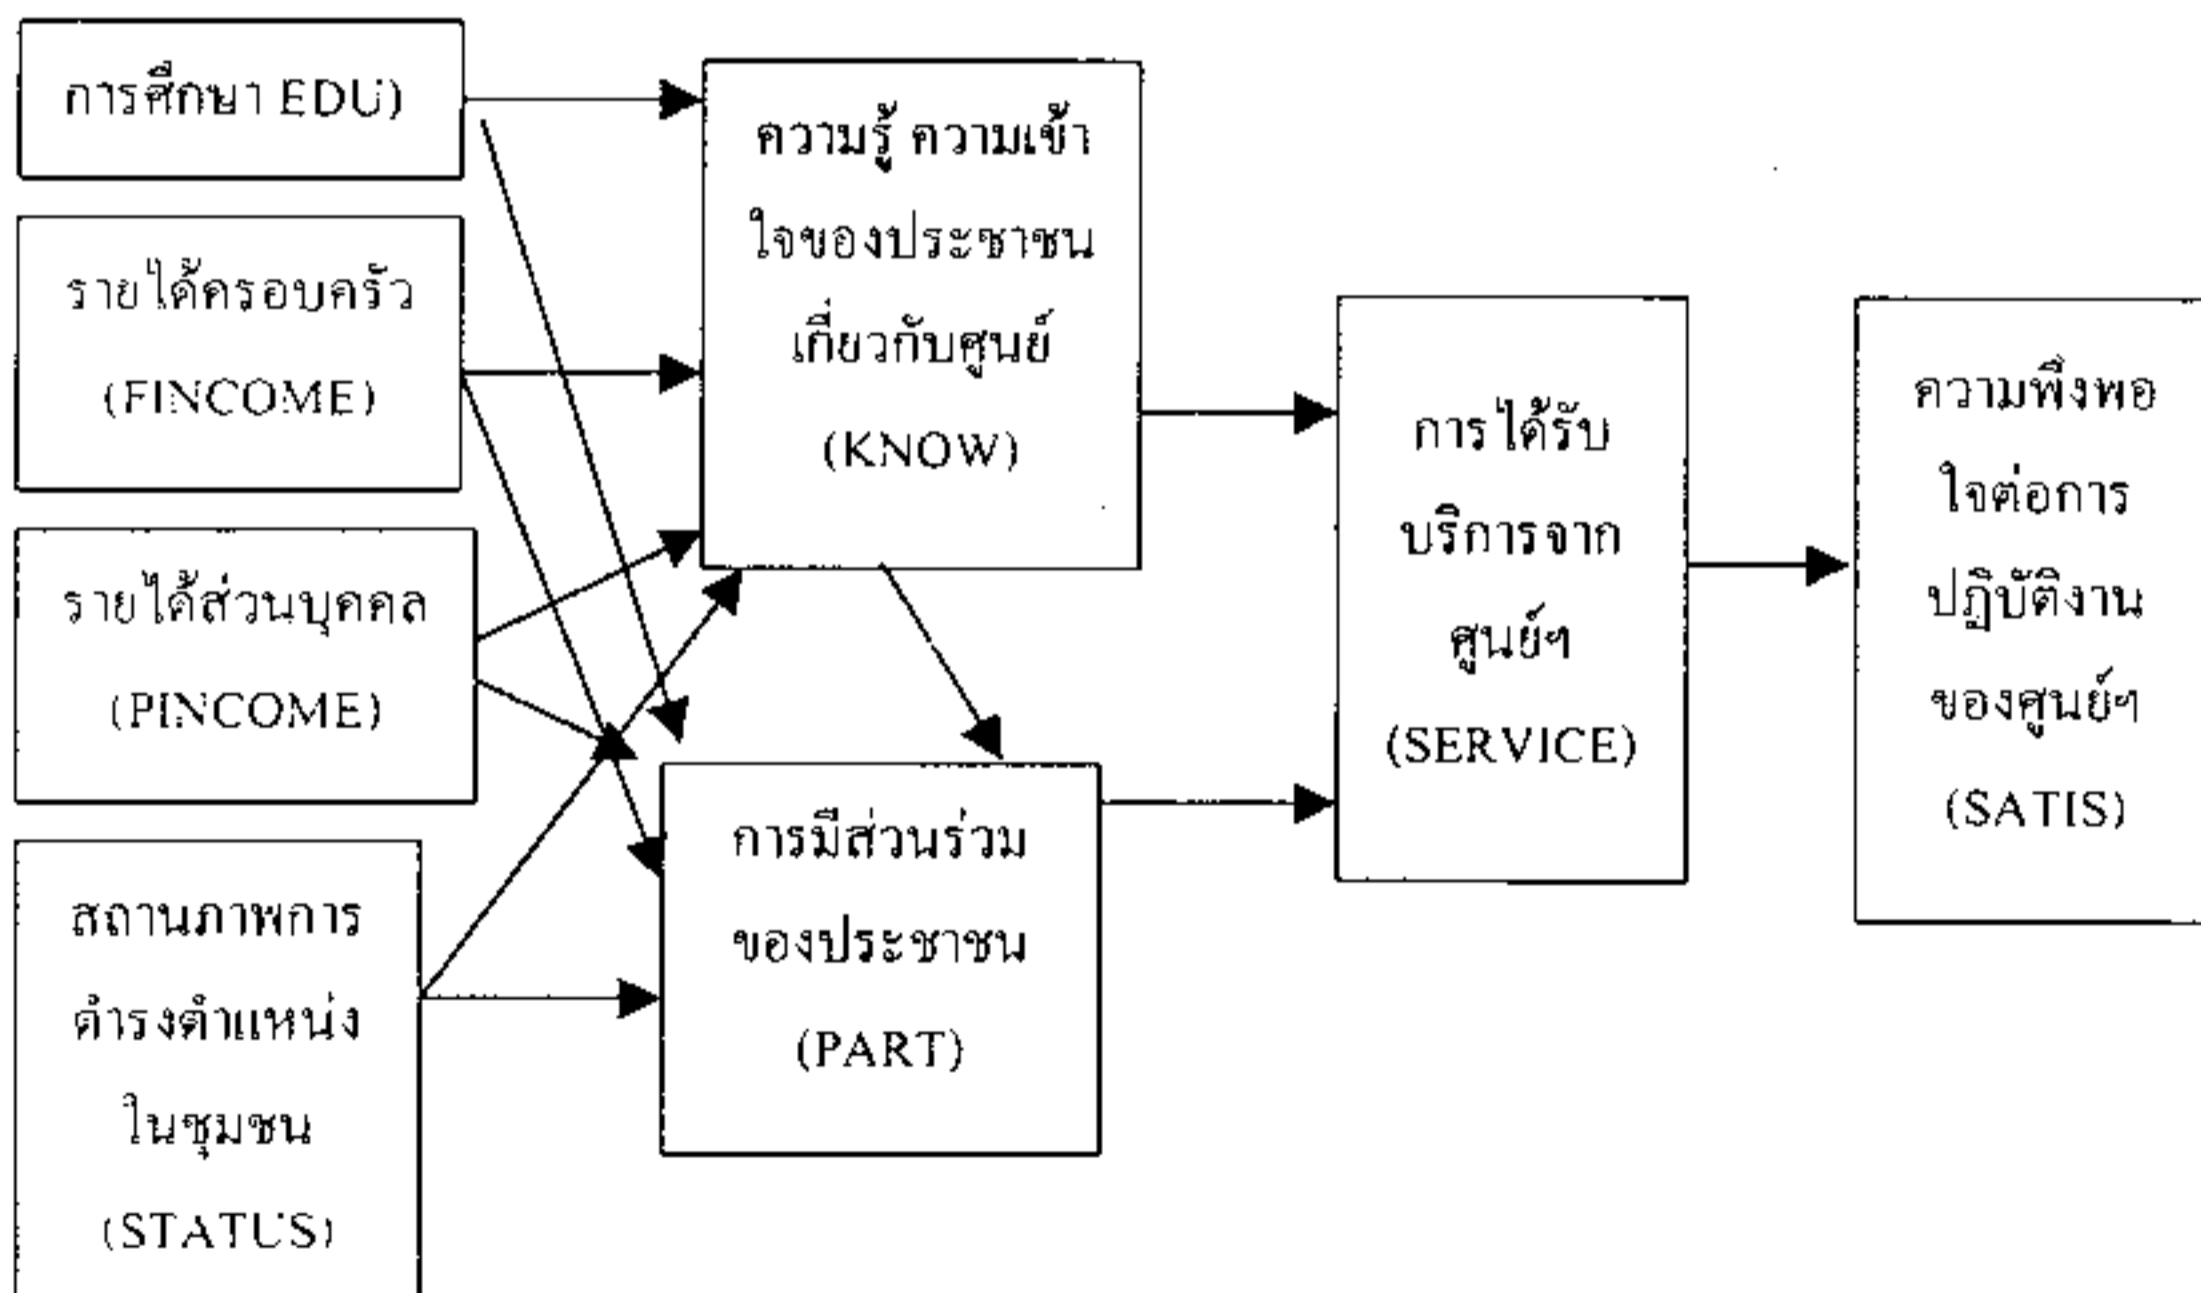 การศึกษา EDU)
รายได้ครอบครัว
(FINCOME)
รายได้ส่วนบุคคล
(PINCOME)
สถานภาพการ
ดำรงตำแหน่ง
ในชุมชน
(STATUS)
ความรู้ ความเข้า
ใจของประชาชน
เกี่ยวกับศูนย์
(KNOW)
การมีส่วนร่วม
ของประชาชน
(PART)
การได้รับ
บริการจาก
ศูนย์ฯ
(SERVICE)
ความพึงพอ
ใจต่อการ
ปฏิบัติงาน
ของศูนย์ฯ
(SATIS)